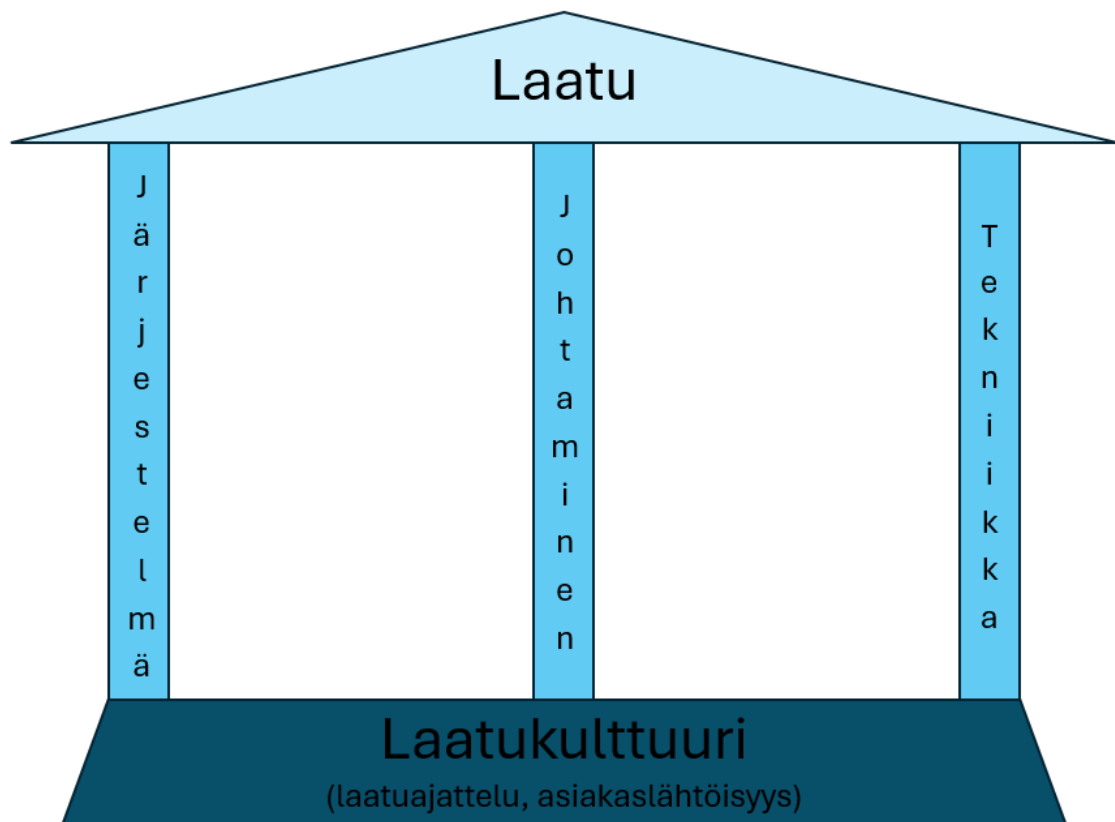 Laatu
Järjestelmä
Johtaminen
Tekniikka
Laatukulttuuri
(laatuajattelu, asiakaslähtöisyys)